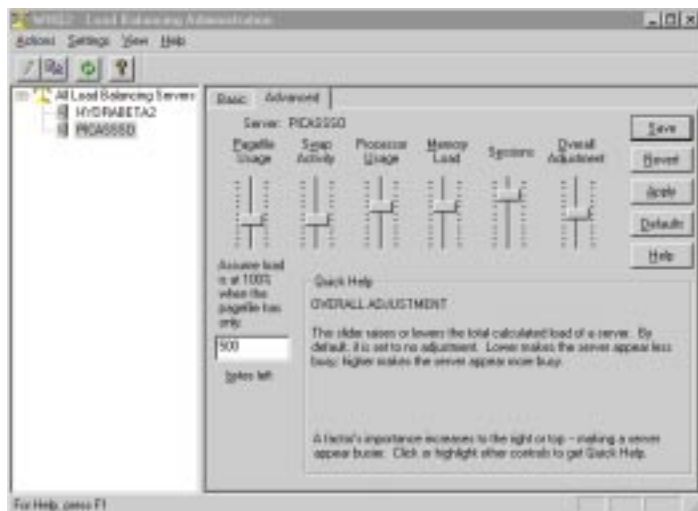 WING2 - Load Balancing Administration
Actions Settings View Help
All Load Balancing Servers
HYDRABETA2
PICASSSO
Basic Advanced
Server: PICASSSO
Pagefile Usage
Swap Activity
Processor Usage
Memory Load
Sessions
Overall Adjustment
Save
Revert
Apply
Defaults
Help
Assume load
is at 100%
when the
pagefile has
only
500
bytes left
Quick Help
OVERALL ADJUSTMENT
This slider raises or lowers the total calculated load of a server. By
default, it is set to no adjustment. Lower makes the server appear less
busy; higher makes the server appear more busy.
A factor's importance increases to the right or top -- making a server
appear busier. Click or highlight other controls to get Quick Help.
For Help, press F1